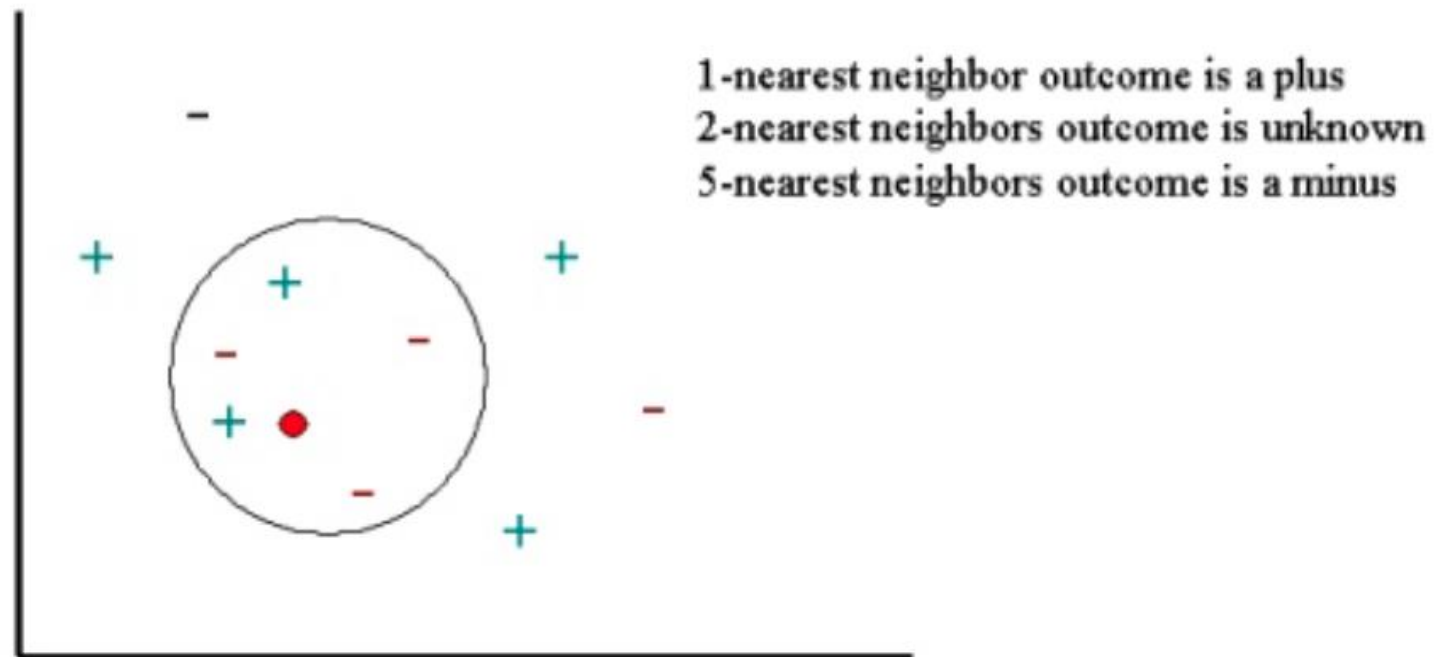 1-nearest neighbor outcome is a plus
2-nearest neighbors outcome is unknown
5-nearest neighbors outcome is a minus